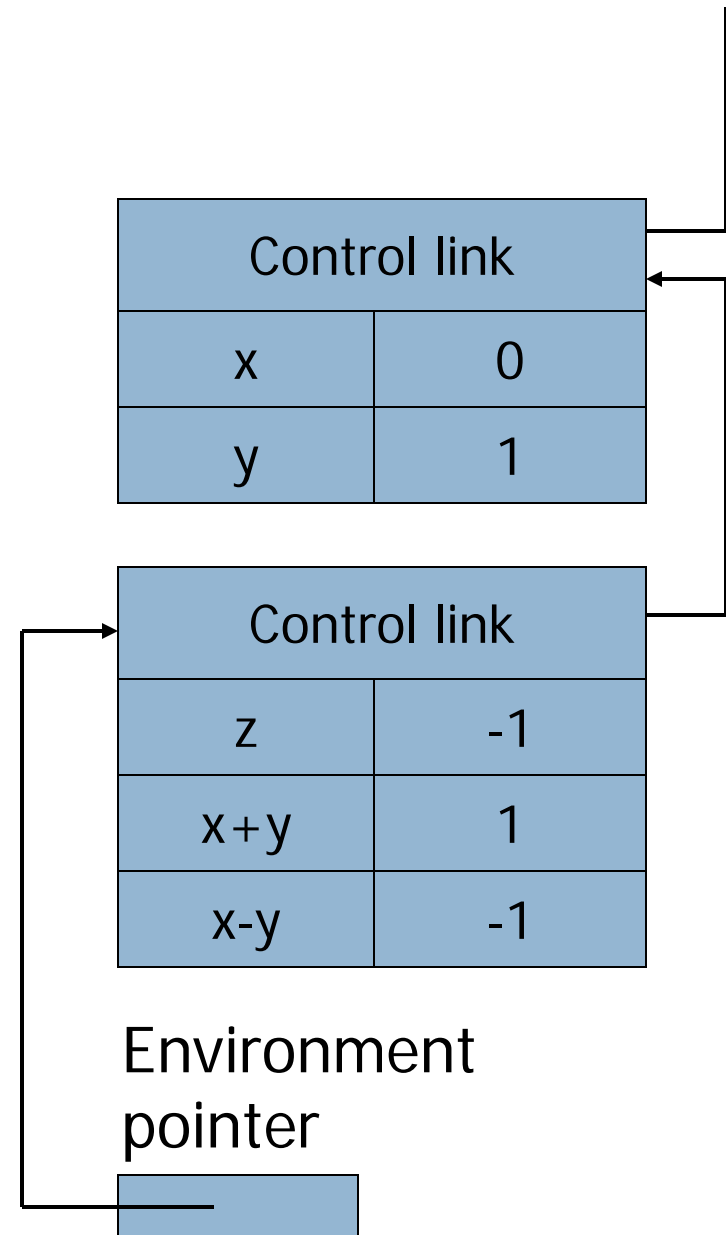 Control link
x 0
y 1
Control link
z -1
x+y 1
x-y -1
Environment
pointer